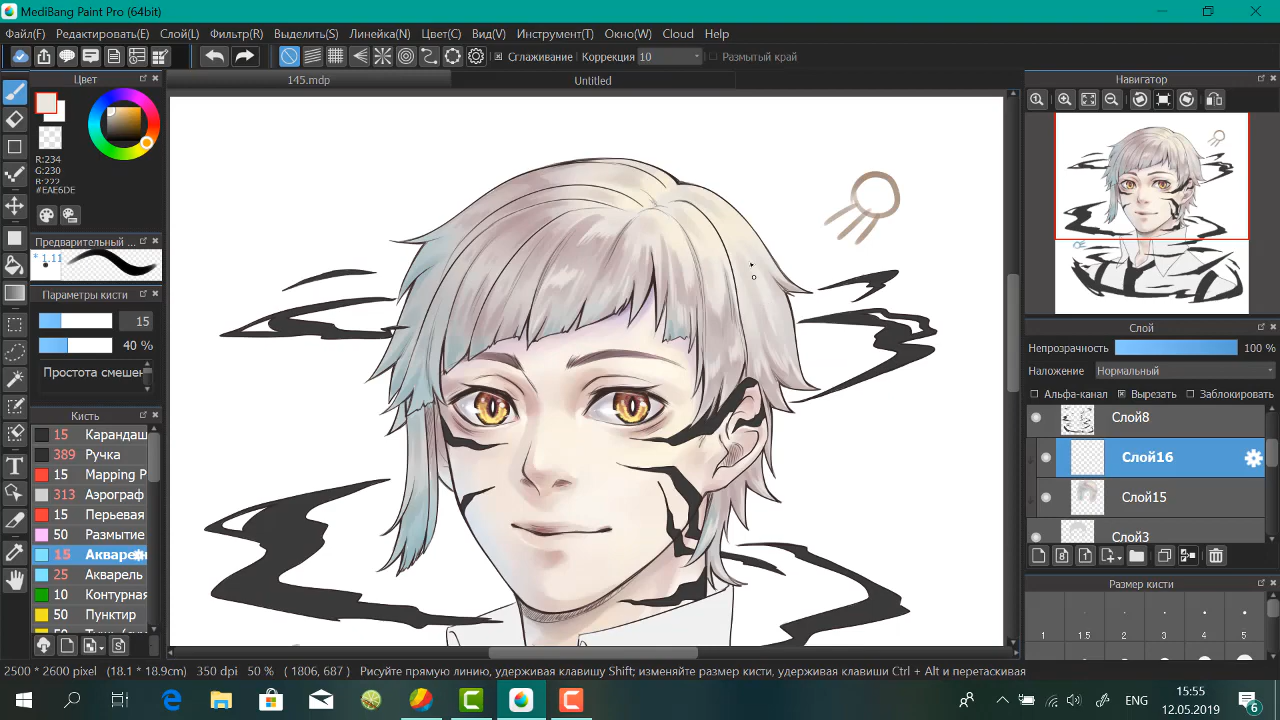 MediBang Paint Pro (64bit)
Файл(F) Редактировать(E) Слой(L) Фильтр(R) Выделить(S) Линейка(N) Цвет(C) Вид(V) Инструмент(T) Окно(W) Cloud Help
Сглаживание Коррекция 10 Размытый край
145.mdp Untitled
Цвет
R:234
G:230
B:222
#EAE6DE
Предварительный ...
* 1.11
Параметры кисти
15
40 %
Простота смешен
Кисть
15 Карандаш
389 Ручка
15 Mapping P
313 Аэрограф
15 Перьевая
50 Размытие
15 Акваре
25 Акварель
10 Контурная
50 Пунктир
Навигатор
Слой
Непрозрачность 100 %
Наложение Нормальный
Альфа-канал Вырезать Заблокировать
Слой8
Слой16
Слой15
Слой3
Размер кисти
1 1.5 2 3 4 5
2500 * 2600 pixel (18.1 * 18.9cm) 350 dpi 50 % ( 1806, 687 ) Рисуйте прямую линию, удерживая клавишу Shift; изменяйте размер кисти, удерживая клавиши Ctrl + Alt и перетаскивая
ENG
15:55
12.05.2019
6